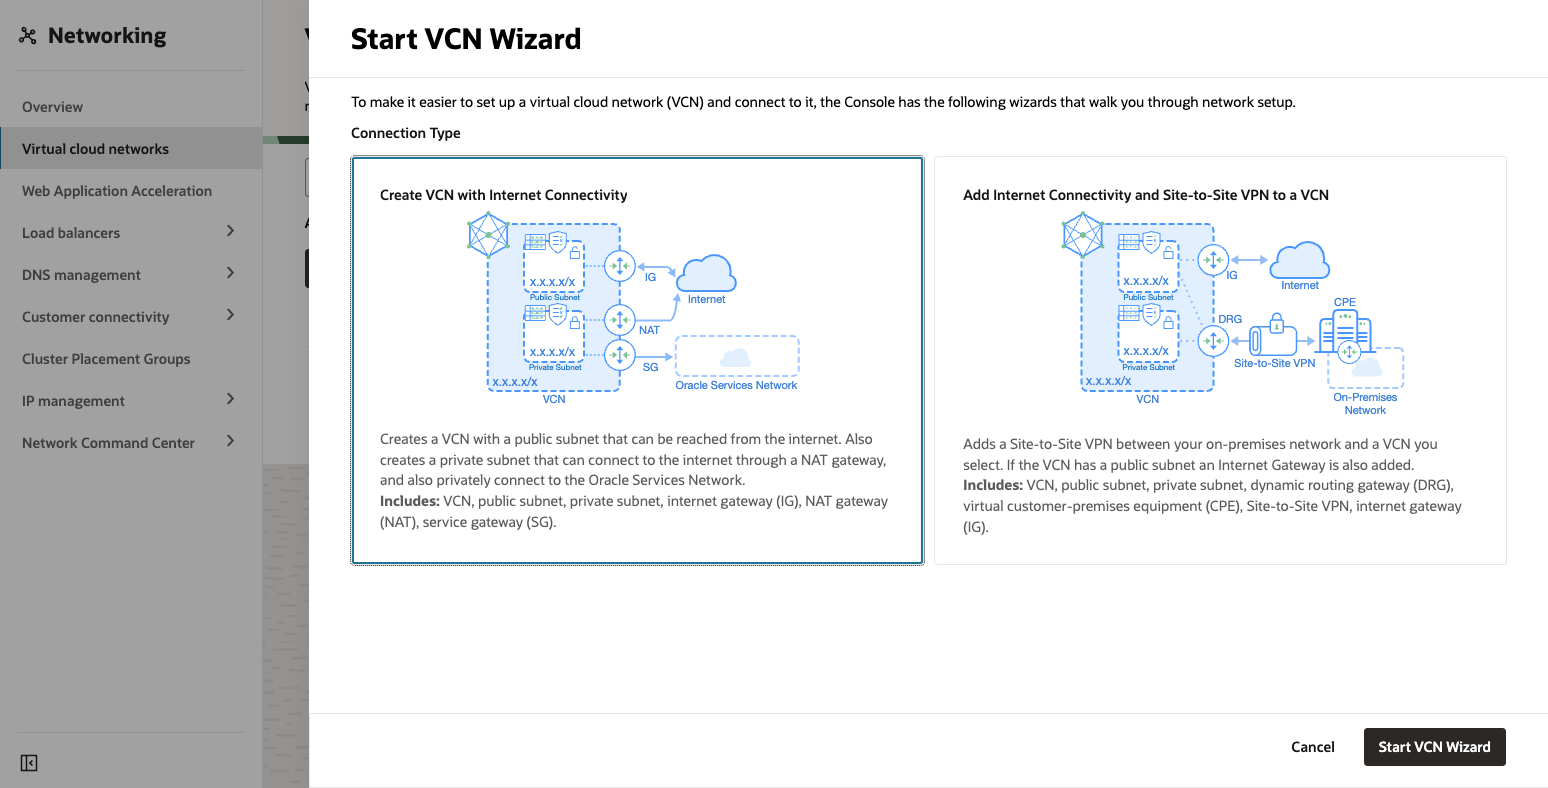 Networking
Overview
Virtual cloud networks
Web Application Acceleration
Load balancers
DNS management
Customer connectivity
Cluster Placement Groups
IP management
Network Command Center
Start VCN Wizard
To make it easier to set up a virtual cloud network (VCN) and connect to it, the Console has the following wizards that walk you through network setup.
Connection Type
Create VCN with Internet Connectivity
x.x.x.x/x
Public Subnet
x.x.x.x/x
Private Subnet
x.x.x.x/x
VCN
IG
Internet
NAT
SG
Oracle Services Network
Creates a VCN with a public subnet that can be reached from the internet. Also
creates a private subnet that can connect to the internet through a NAT gateway,
and also privately connect to the Oracle Services Network.
Includes: VCN, public subnet, private subnet, internet gateway (IG), NAT gateway
(NAT), service gateway (SG).
Add Internet Connectivity and Site-to-Site VPN to a VCN
x.x.x.x/x
Public Subnet
x.x.x.x/x
Private Subnet
x.x.x.x/x
VCN
IG
Internet
CPE
DRG
Site-to-Site VPN
On-Premises
Network
Adds a Site-to-Site VPN between your on-premises network and a VCN you
select. If the VCN has a public subnet an Internet Gateway is also added.
Includes: VCN, public subnet, private subnet, dynamic routing gateway (DRG),
virtual customer-premises equipment (CPE), Site-to-Site VPN, internet gateway
(IG).
Cancel
Start VCN Wizard